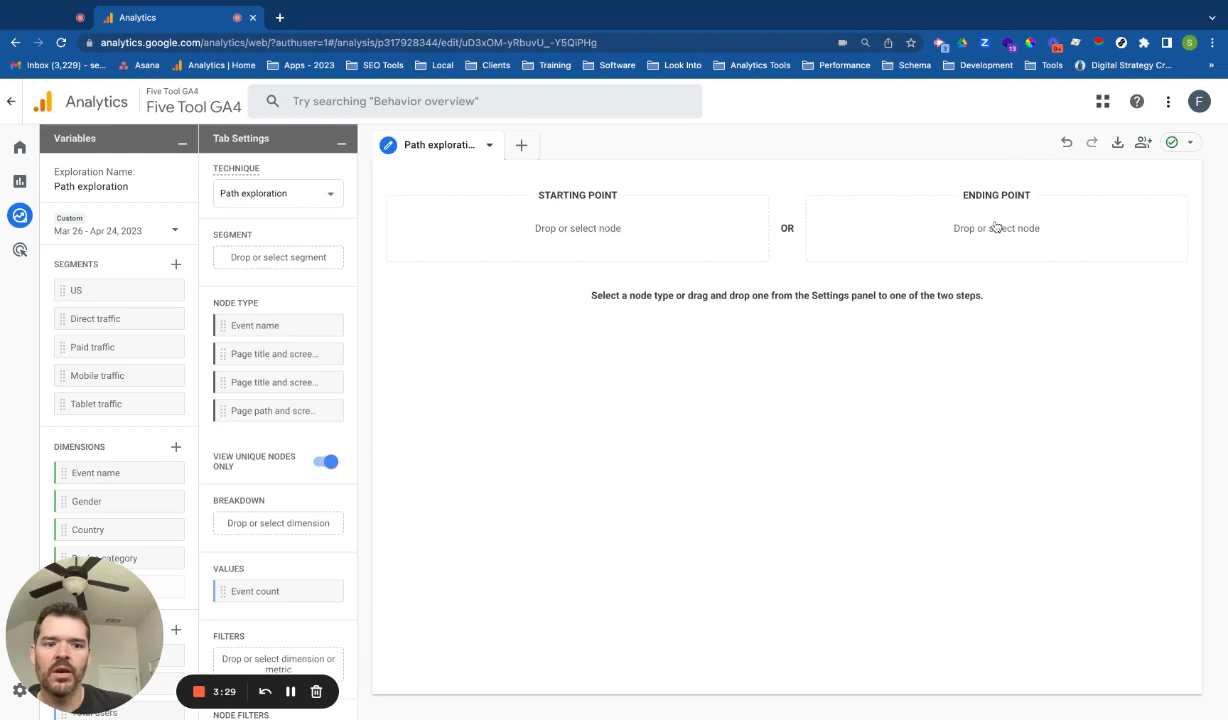 Analytics
analytics.google.com/analytics/web/?authuser=1#/analysis/p317928344/edit/uD3xOM-yRbuvU_-Y5QiPHg
S
Inbox (3,229) – se...
Asana
Analytics | Home
Apps - 2023
SEO Tools
Local
Clients
Training
Software
Look Into
Analytics Tools
Performance
Schema
Development
Tools
Digital Strategy Cr...
Analytics
Five Tool GA4
Five Tool GA4
Try searching "Behavior overview"
F
Variables
Exploration Name:
Path exploration
Custom
Mar 26 - Apr 24, 2023
SEGMENTS
US
Direct traffic
Paid traffic
Mobile traffic
Tablet traffic
DIMENSIONS
Event name
Gender
Country
category
users
Tab Settings
TECHNIQUE
Path exploration
SEGMENT
Drop or select segment
NODE TYPE
Event name
Page title and scree...
Page title and scree...
Page path and scre...
VIEW UNIQUE NODES
ONLY
BREAKDOWN
Drop or select dimension
VALUES
Event count
FILTERS
Drop or select dimension or
metric
3:29
NODE FILTERS
Path explorati...
STARTING POINT
Drop or select node
OR
ENDING POINT
Drop or select node
Select a node type or drag and drop one from the Settings panel to one of the two steps.